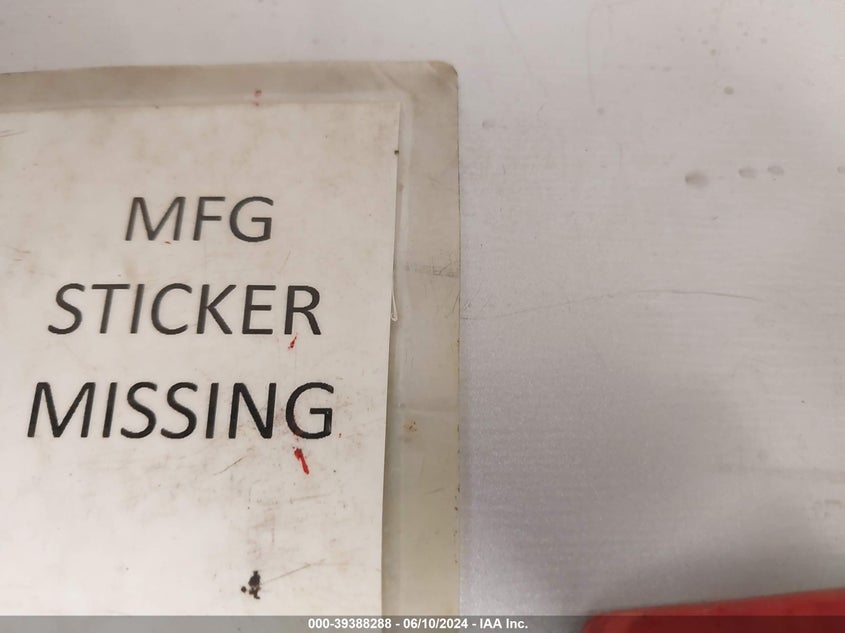 MFG
STICKER
MISSING
000-39388288 - 06/10/2024 - IAA Inc.